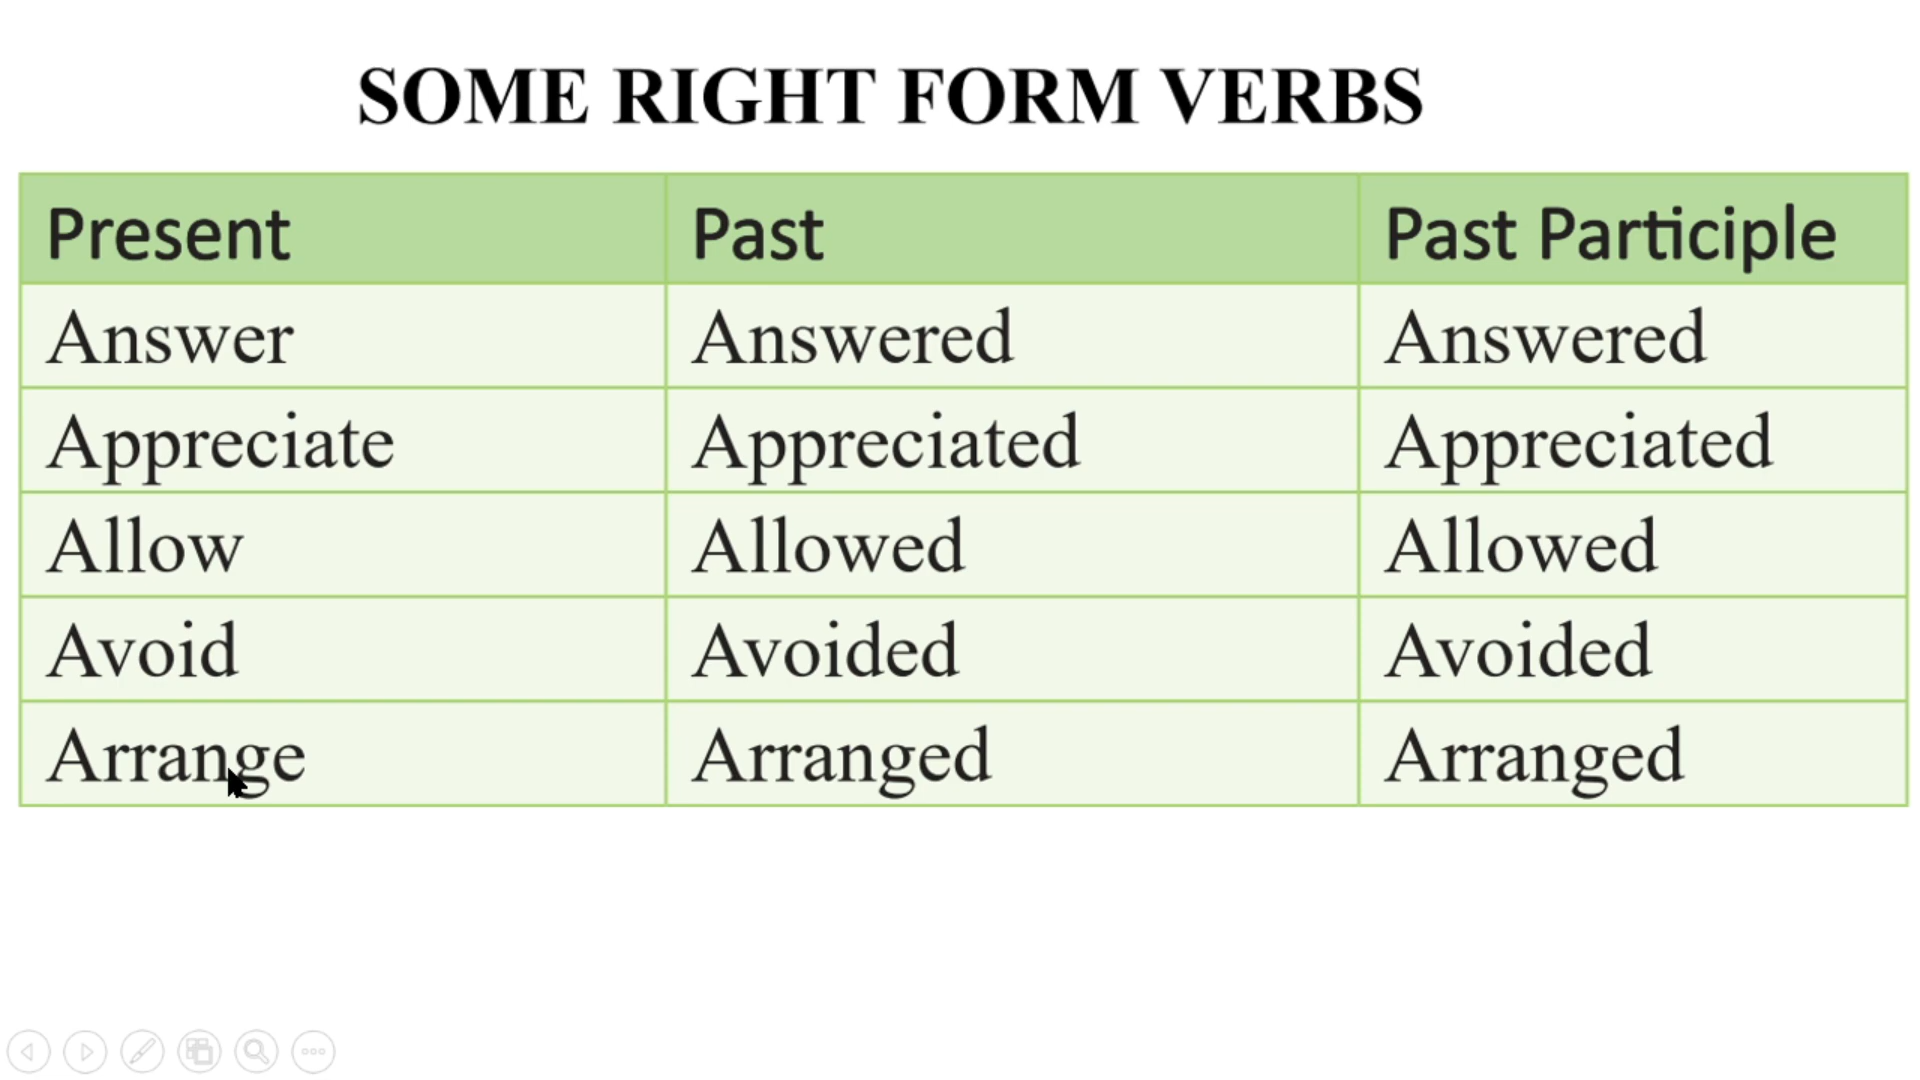 SOME RIGHT FORM VERBS
Present Past Past Participle
Answer Answered Answered
Appreciate Appreciated Appreciated
Allow Allowed Allowed
Avoid Avoided Avoided
Arrange Arranged Arranged